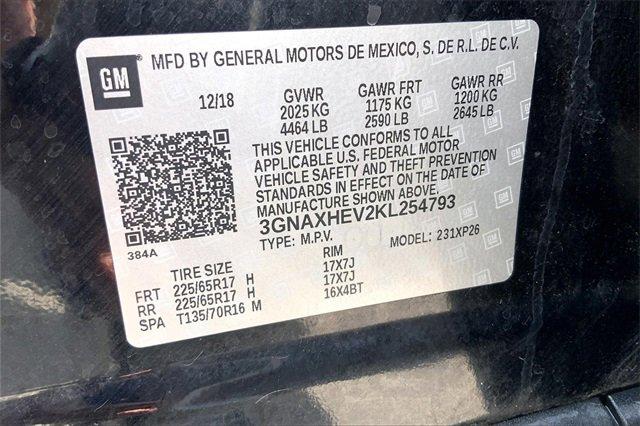 GM
MFD BY GENERAL MOTORS DE MEXICO, S. DE R.L. DE C.V.
12/18 GVWR GAWR FRT GAWR RR
2025 KG 1175 KG 1200 KG
4464 LB 2590 LB 2645 LB
THIS VEHICLE CONFORMS TO ALL
APPLICABLE U.S. FEDERAL MOTOR
VEHICLE SAFETY AND THEFT PREVENTION
STANDARDS IN EFFECT ON THE DATE OF
MANUFACTURE SHOWN ABOVE.
3GNAXHEV2KL254793
384A TYPE: M.P.V. MODEL: 231XP26
TIRE SIZE RIM
FRT 225/65R17 H 17X7J
RR 225/65R17 H 17X7J
SPA T135/70R16 M 16X4BT